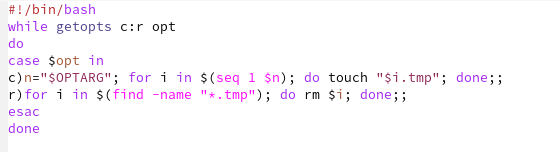 #!/bin/bash
while getopts c:r opt
do
case $opt in
c)n="$OPTARG"; for i in $(seq 1 $n); do touch "$i.tmp"; done;;
r)for i in $(find -name "*.tmp"); do rm $i; done;;
esac
done